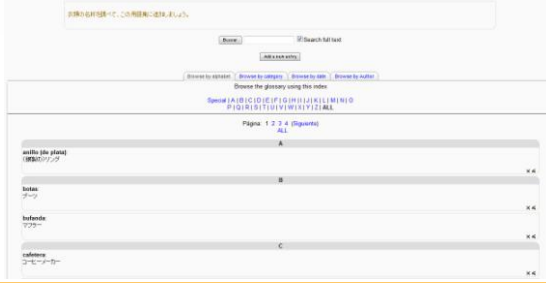 Search full text
Add a new entry
Browse by alphabet Browse by category Browse by date Browse by Author
Browse the glossary using this index
Special | A | B | C | D | E | F | G | H | I | J | K | L | M | N | O
P | Q | R | S | T | U | V | W | X | Y | Z | ALL
Página: 1 2 3 4 (Siguiente)
ALL
A
anillo (de plata)
B
botas
ブーツ
bufanda
マフラー
C
cafetera
コーヒーメーカー